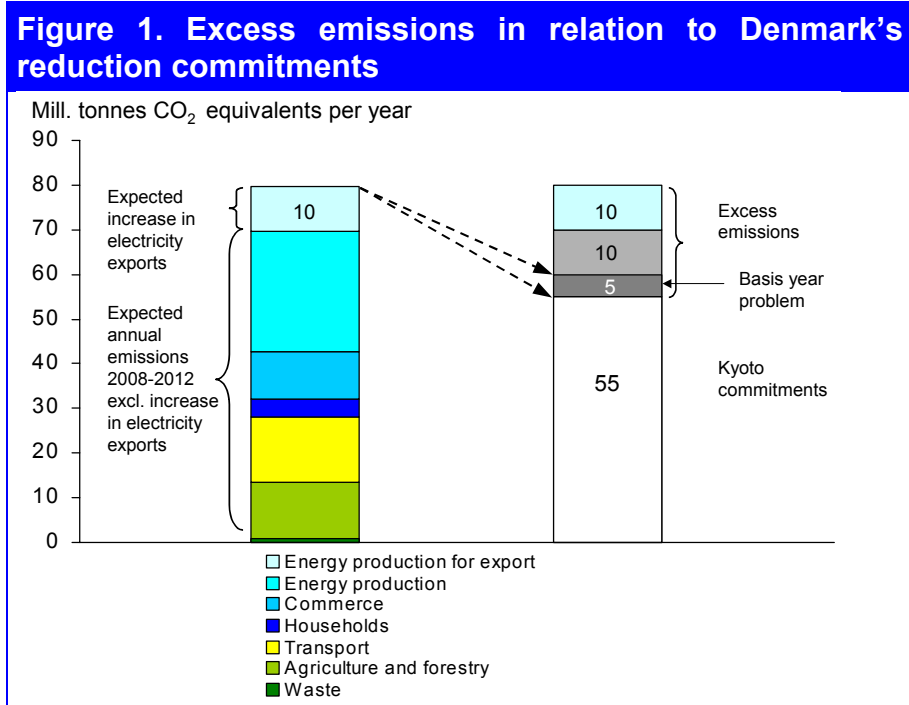 Figure 1. Excess emissions in relation to Denmark's
reduction commitments
Mill. tonnes CO₂ equivalents per year
90
80
70
60
50
40
30
20
10
0
Expected
increase in
electricity
exports
Expected
annual
emissions
2008-2012
excl. increase
in electricity
exports
10
10
10
5
55
Excess
emissions
Basis year
problem
Kyoto
commitments
Energy production for export
Energy production
Commerce
Households
Transport
Agriculture and forestry
Waste